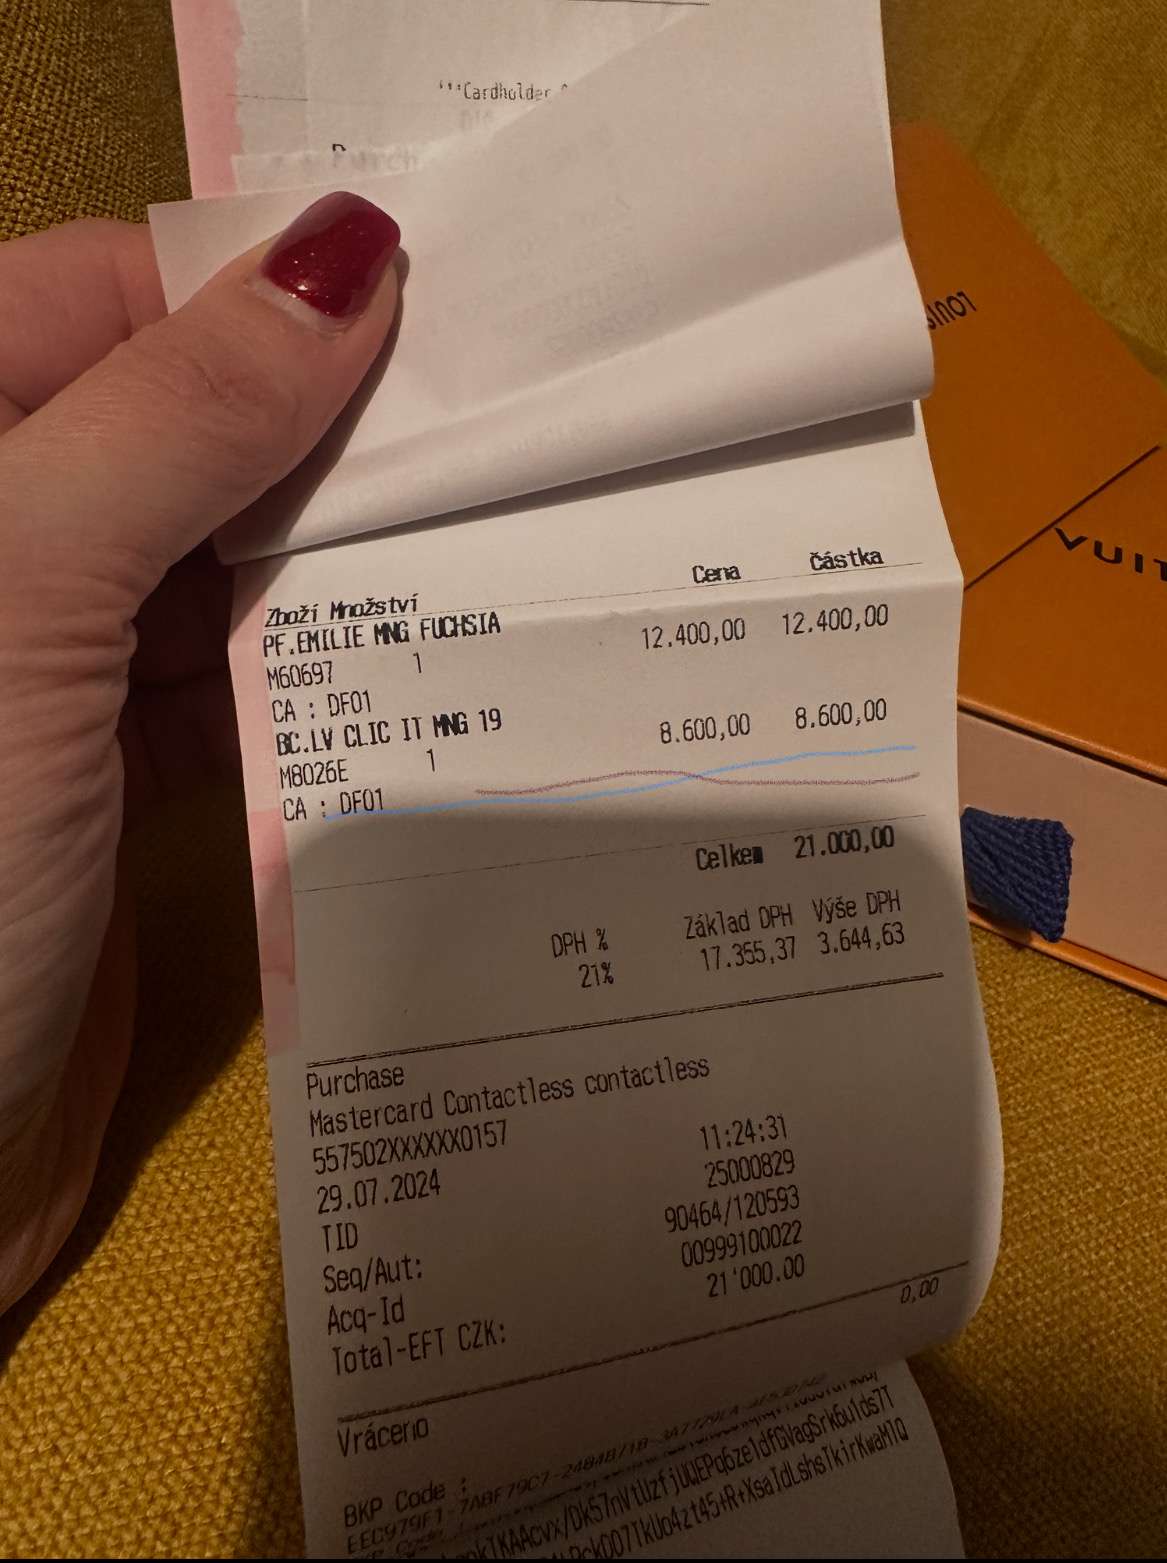 '''Cardholder
Purch
LOUIS
VUIT
Zboží Množství Cena Částka
PF.EMILIE MNG FUCHSIA
M60697 1 12.400,00 12.400,00
CA : DF01
BC.LV CLIC IT MNG 19
M8026E 1 8.600,00 8.600,00
CA : DF01
Celkem 21.000,00
DPH % Základ DPH Výše DPH
21% 17.355,37 3.644,63
Purchase
Mastercard Contactless contactless
557502XXXXXX0157
29.07.2024 11:24:31
TID 25000829
Seq/Aut: 90464/120593
Acq-Id 00999100022
Total-EFT CZK: 21'000.00
Vráceno 0,00
BKP Code :